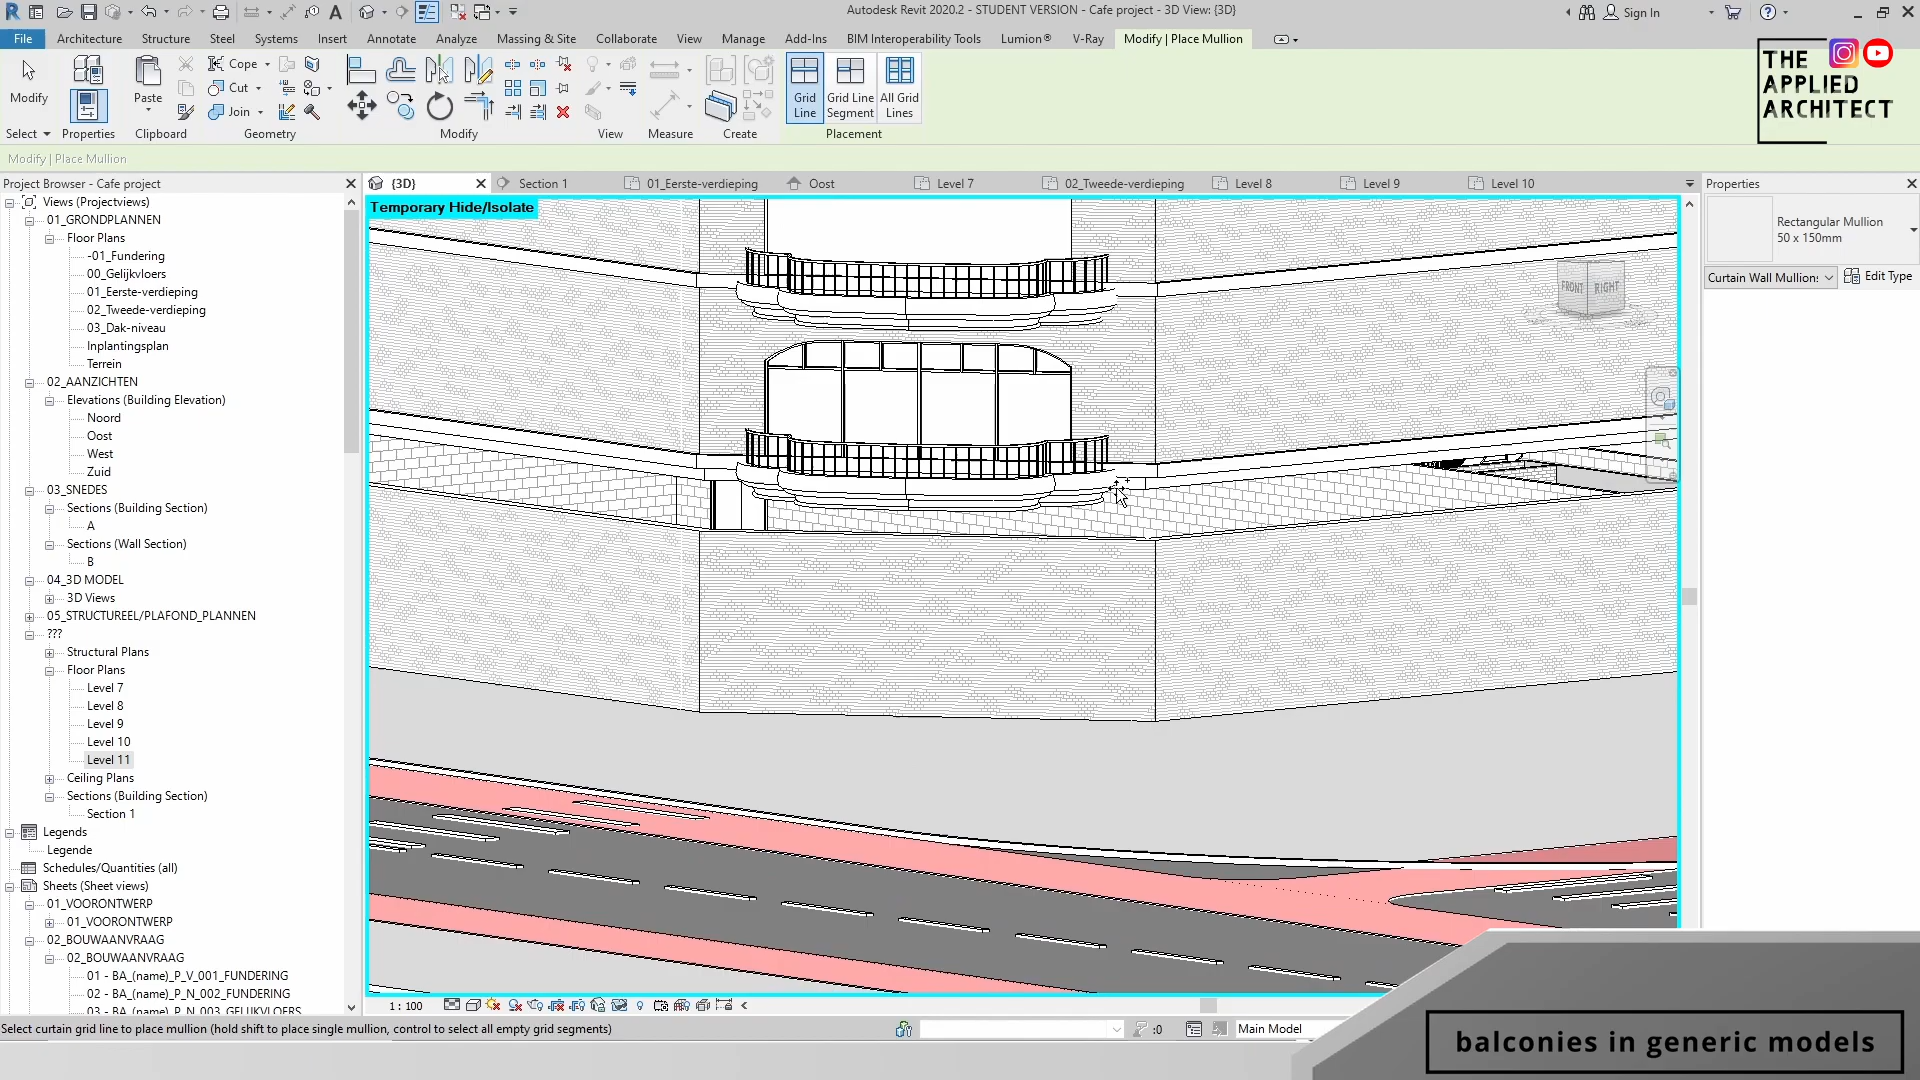 Autodesk Revit 2020.2 - STUDENT VERSION - Cafe project - 3D View: {3D}
Sign In
File
Architecture
Structure
Steel
Systems
Insert
Annotate
Analyze
Massing & Site
Collaborate
View
Manage
Add-Ins
BIM Interoperability Tools
Lumion®
V-Ray
Modify | Place Mullion
THE
APPLIED
ARCHITECT
Modify
Paste
Cope
Cut
Join
Grid
Line
Grid Line
Segment
All Grid
Lines
Select
Properties
Clipboard
Geometry
Modify
View
Measure
Create
Placement
Modify | Place Mullion
Project Browser - Cafe project
{3D}
Section 1
01_Eerste-verdieping
Oost
Level 7
02_Tweede-verdieping
Level 8
Level 9
Level 10
Properties
Temporary Hide/Isolate
Rectangular Mullion
50 x 150mm
Curtain Wall Mullions
Edit Type
FRONT
RIGHT
Views (Projectviews)
01_GRONDPLANNEN
Floor Plans
-01_Fundering
00_Gelijkvloers
01_Eerste-verdieping
02_Tweede-verdieping
03_Dak-niveau
Inplantingsplan
Terrein
02_AANZICHTEN
Elevations (Building Elevation)
Noord
Oost
West
Zuid
03_SNEDES
Sections (Building Section)
A
Sections (Wall Section)
B
04_3D MODEL
3D Views
05_STRUCTUREEL/PLAFOND_PLANNEN
???
Structural Plans
Floor Plans
Level 7
Level 8
Level 9
Level 10
Level 11
Ceiling Plans
Sections (Building Section)
Section 1
Legends
Legende
Schedules/Quantities (all)
Sheets (Sheet views)
01_VOORONTWERP
01_VOORONTWERP
02_BOUWAANVRAAG
02_BOUWAANVRAAG
01 - BA_(name)_P_V_001_FUNDERING
02 - BA_(name)_P_N_002_FUNDERING
03 - BA_(name)_P_N_003_GELIJKVLOERS
1 : 100
Select curtain grid line to place mullion (hold shift to place single mullion, control to select all empty grid segments)
:0
Main Model
balconies in generic models